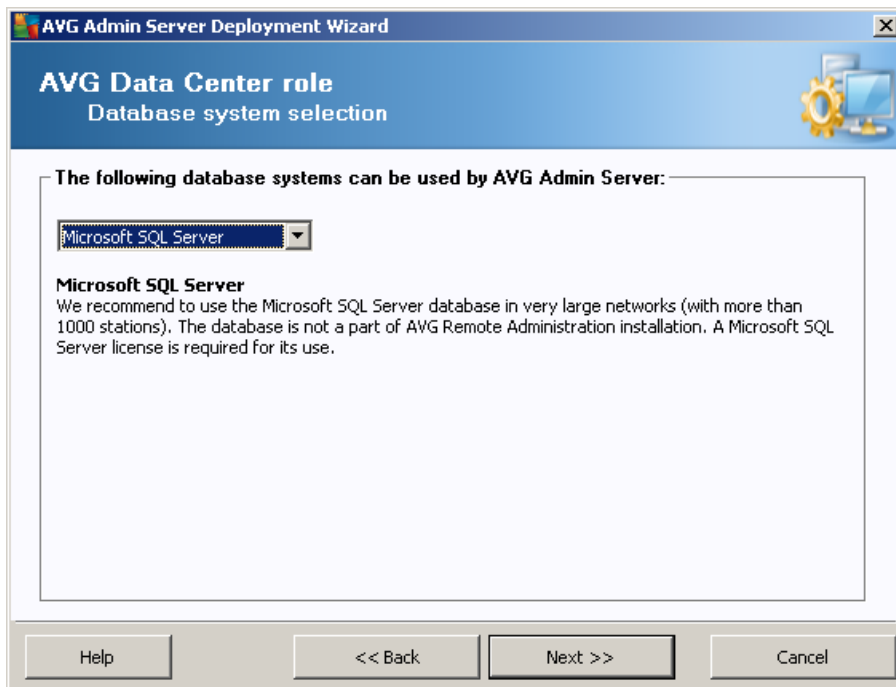 AVG Admin Server Deployment Wizard
AVG Data Center role
Database system selection
The following database systems can be used by AVG Admin Server:
Microsoft SQL Server
Microsoft SQL Server
We recommend to use the Microsoft SQL Server database in very large networks (with more than
1000 stations). The database is not a part of AVG Remote Administration installation. A Microsoft SQL
Server license is required for its use.
Help
<< Back
Next >>
Cancel